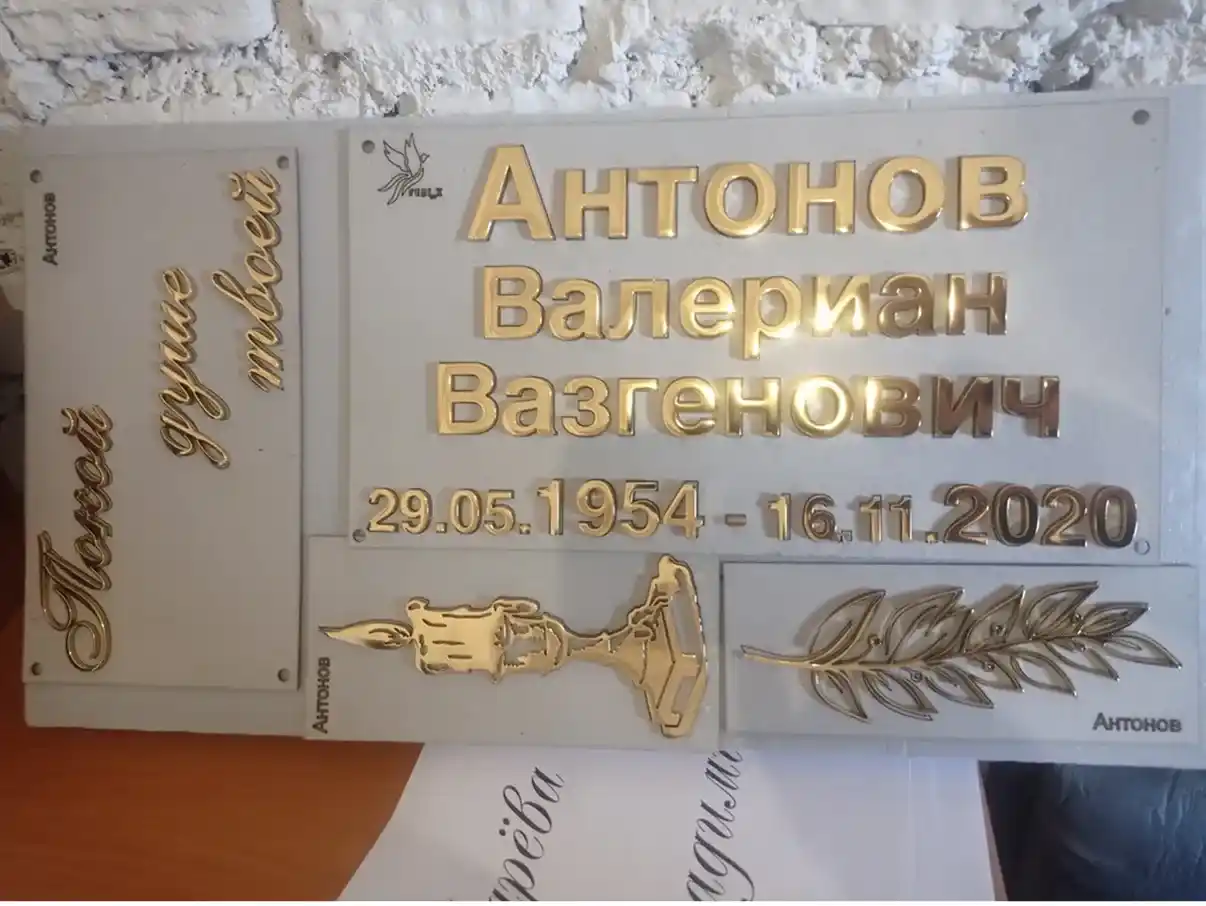 Антонов
Валериан
Вазгенович
29.05.1954 - 16.11.2020
Антонов
Покой
душе
твоей
Антонов
Антонов